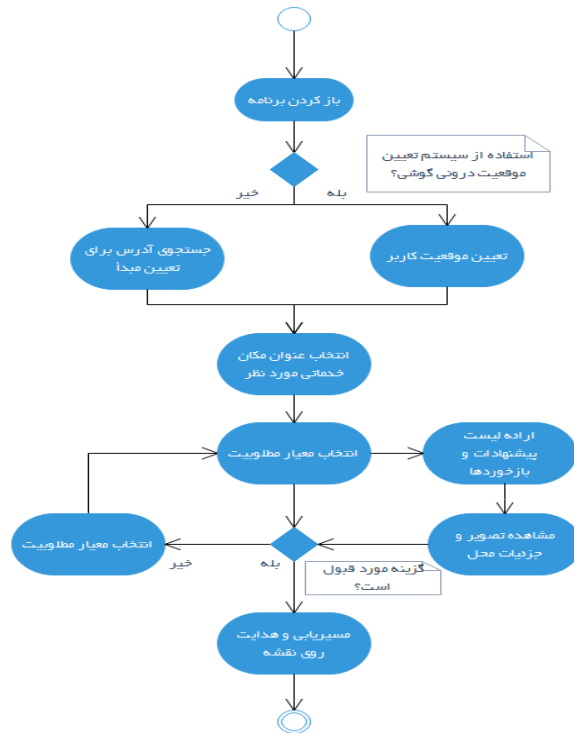 باز کردن برنامه
استفاده از سیستم تعیین
موقعیت درونی گوشی؟
بله
خیر
تعیین موقعیت کاربر
جستجوی آدرس برای
تعیین مبدأ
انتخاب عنوان مکان
خدماتی مورد نظر
انتخاب معیار مطلوبیت
ارائه لیست
پیشنهادات و
بازخوردها
مشاهده تصویر و
جزئیات محل
گزینه مورد قبول
است؟
بله
خیر
انتخاب معیار مطلوبیت
مسیریابی و هدایت
روی نقشه